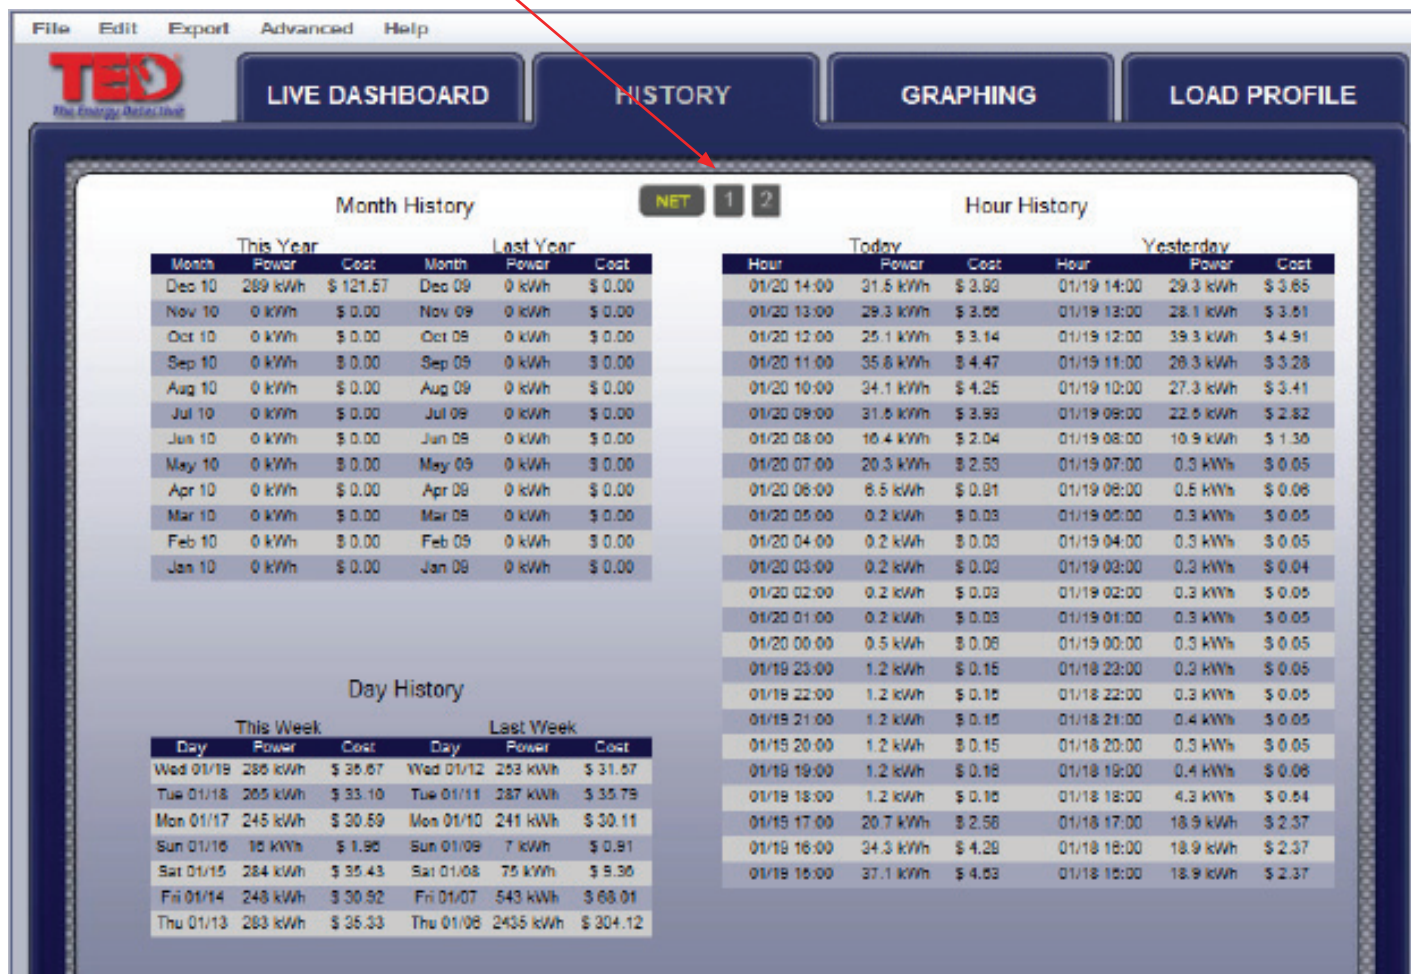 File Edit Export Advanced Help
TED
The Energy Detective
LIVE DASHBOARD
HISTORY
GRAPHING
LOAD PROFILE
NET 1 2
Month History
This Year Last Year
Month Power Cost Month Power Cost
Dec 10 289 kWh $ 121.57 Dec 09 0 kWh $ 0.00
Nov 10 0 kWh $ 0.00 Nov 09 0 kWh $ 0.00
Oct 10 0 kWh $ 0.00 Oct 09 0 kWh $ 0.00
Sep 10 0 kWh $ 0.00 Sep 09 0 kWh $ 0.00
Aug 10 0 kWh $ 0.00 Aug 09 0 kWh $ 0.00
Jul 10 0 kWh $ 0.00 Jul 09 0 kWh $ 0.00
Jun 10 0 kWh $ 0.00 Jun 09 0 kWh $ 0.00
May 10 0 kWh $ 0.00 May 09 0 kWh $ 0.00
Apr 10 0 kWh $ 0.00 Apr 09 0 kWh $ 0.00
Mar 10 0 kWh $ 0.00 Mar 09 0 kWh $ 0.00
Feb 10 0 kWh $ 0.00 Feb 09 0 kWh $ 0.00
Jan 10 0 kWh $ 0.00 Jan 09 0 kWh $ 0.00
Day History
This Week Last Week
Day Power Cost Day Power Cost
Wed 01/19 286 kWh $ 35.67 Wed 01/12 253 kWh $ 31.57
Tue 01/18 265 kWh $ 33.10 Tue 01/11 287 kWh $ 35.79
Mon 01/17 245 kWh $ 30.59 Mon 01/10 241 kWh $ 30.11
Sun 01/16 16 kWh $ 1.96 Sun 01/09 7 kWh $ 0.91
Sat 01/15 284 kWh $ 35.43 Sat 01/08 75 kWh $ 9.36
Fri 01/14 248 kWh $ 30.92 Fri 01/07 543 kWh $ 68.01
Thu 01/13 283 kWh $ 35.33 Thu 01/06 2435 kWh $ 304.12
Hour History
Today Yesterday
Hour Power Cost Hour Power Cost
01/20 14:00 31.5 kWh $ 3.93 01/19 14:00 29.3 kWh $ 3.65
01/20 13:00 29.3 kWh $ 3.66 01/19 13:00 28.1 kWh $ 3.51
01/20 12:00 25.1 kWh $ 3.14 01/19 12:00 39.3 kWh $ 4.91
01/20 11:00 35.8 kWh $ 4.47 01/19 11:00 26.3 kWh $ 3.28
01/20 10:00 34.1 kWh $ 4.25 01/19 10:00 27.3 kWh $ 3.41
01/20 09:00 31.5 kWh $ 3.93 01/19 09:00 22.6 kWh $ 2.82
01/20 08:00 16.4 kWh $ 2.04 01/19 08:00 10.9 kWh $ 1.36
01/20 07:00 20.3 kWh $ 2.53 01/19 07:00 0.3 kWh $ 0.05
01/20 06:00 6.5 kWh $ 0.81 01/19 06:00 0.5 kWh $ 0.06
01/20 05:00 0.2 kWh $ 0.03 01/19 05:00 0.3 kWh $ 0.05
01/20 04:00 0.2 kWh $ 0.03 01/19 04:00 0.3 kWh $ 0.05
01/20 03:00 0.2 kWh $ 0.03 01/19 03:00 0.3 kWh $ 0.04
01/20 02:00 0.2 kWh $ 0.03 01/19 02:00 0.3 kWh $ 0.05
01/20 01:00 0.2 kWh $ 0.03 01/19 01:00 0.3 kWh $ 0.05
01/20 00:00 0.5 kWh $ 0.06 01/19 00:00 0.3 kWh $ 0.05
01/19 23:00 1.2 kWh $ 0.15 01/18 23:00 0.3 kWh $ 0.05
01/19 22:00 1.2 kWh $ 0.15 01/18 22:00 0.3 kWh $ 0.05
01/19 21:00 1.2 kWh $ 0.15 01/18 21:00 0.4 kWh $ 0.05
01/19 20:00 1.2 kWh $ 0.15 01/18 20:00 0.3 kWh $ 0.05
01/19 19:00 1.2 kWh $ 0.16 01/18 19:00 0.4 kWh $ 0.06
01/19 18:00 1.2 kWh $ 0.16 01/18 18:00 4.3 kWh $ 0.54
01/19 17:00 20.7 kWh $ 2.58 01/18 17:00 18.9 kWh $ 2.37
01/19 16:00 34.3 kWh $ 4.28 01/18 16:00 18.9 kWh $ 2.37
01/19 15:00 37.1 kWh $ 4.63 01/18 15:00 18.9 kWh $ 2.37